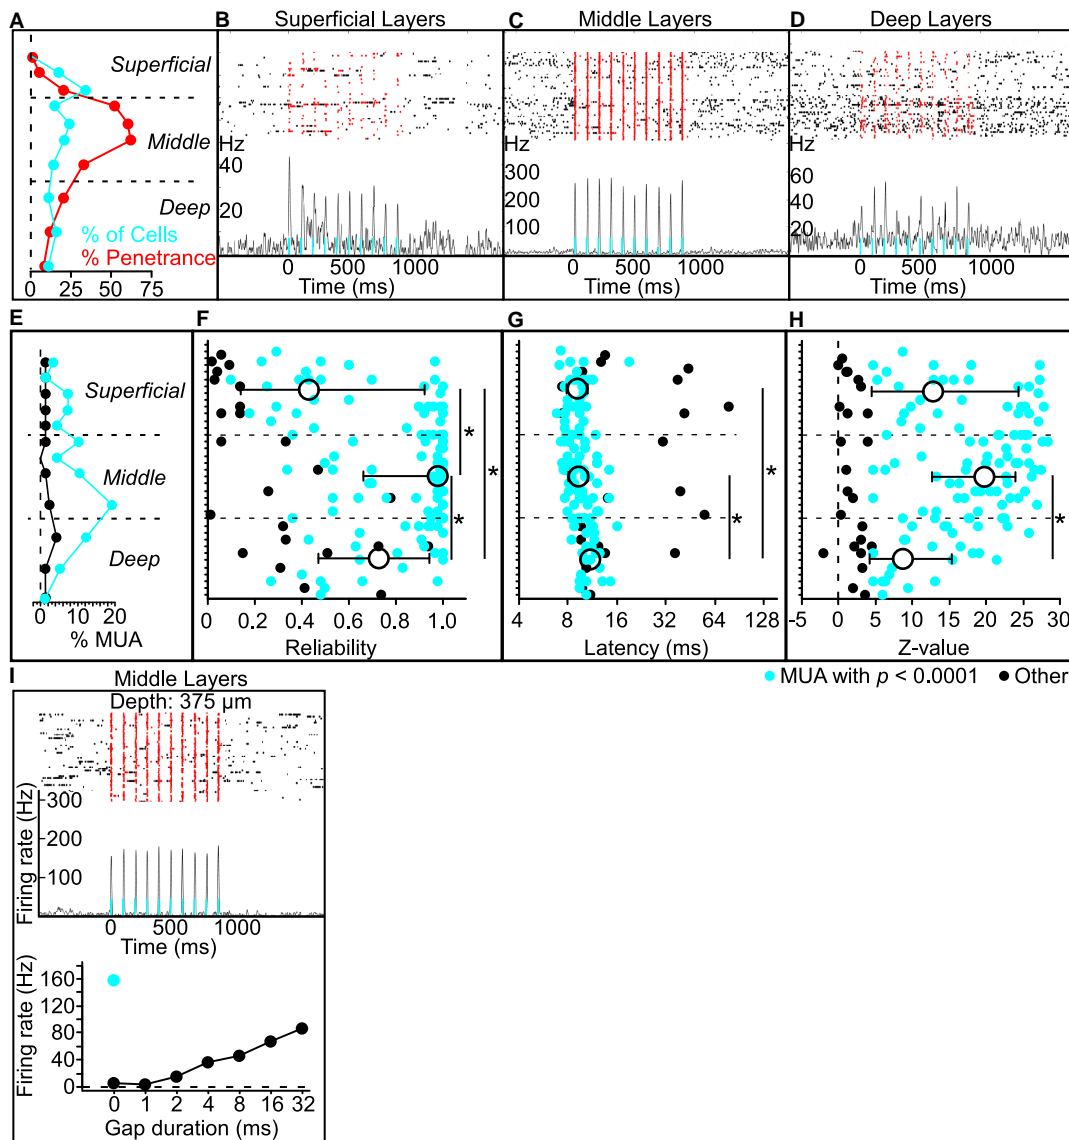 A
Superficial
Middle
Deep
% of Cells
% Penetrance
0 25 50 75
B Superficial Layers
Hz
40
20
0 500 1000
Time (ms)
C Middle Layers
Hz
300
200
100
0 500 1000
Time (ms)
D Deep Layers
Hz
60
40
20
0 500 1000
Time (ms)
E
Superficial
Middle
Deep
0 10 20%
% MUA
F
*
*
*
0 0.2 0.4 0.6 0.8 1.0
Reliability
G
*
*
4 8 16 32 64 128
Latency (ms)
H
*
-5 0 5 10 15 20 25 30
Z-value
MUA with p < 0.0001 Other
I
Middle Layers
Depth: 375 µm
Firing rate (Hz)
300
200
100
0 500 1000
Time (ms)
Firing rate (Hz)
160
120
80
40
0
0 1 2 4 8 16 32
Gap duration (ms)